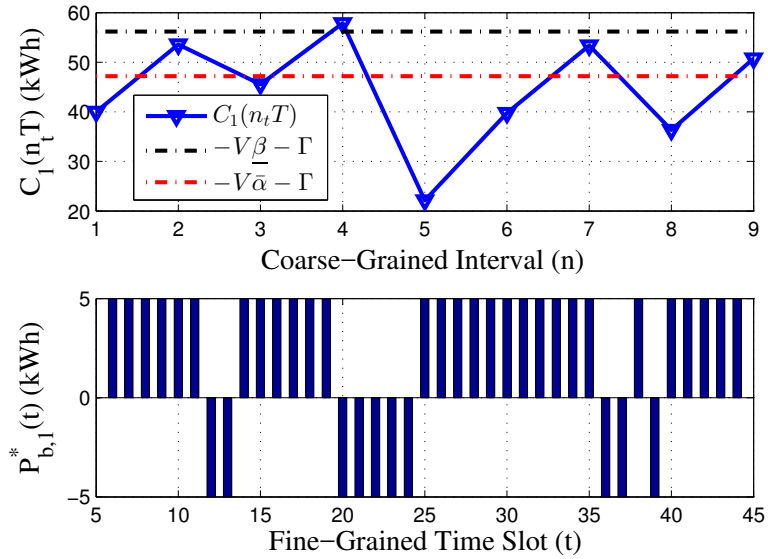 60
50
40
30
20
C₁(nₜT) (kWh)
C₁(nₜT)
−Vβ̲ − Γ
−Vᾱ − Γ
1 2 3 4 5 6 7 8 9
Coarse−Grained Interval (n)
5
0
−5
P*b,1(t) (kWh)
5 10 15 20 25 30 35 40 45
Fine−Grained Time Slot (t)